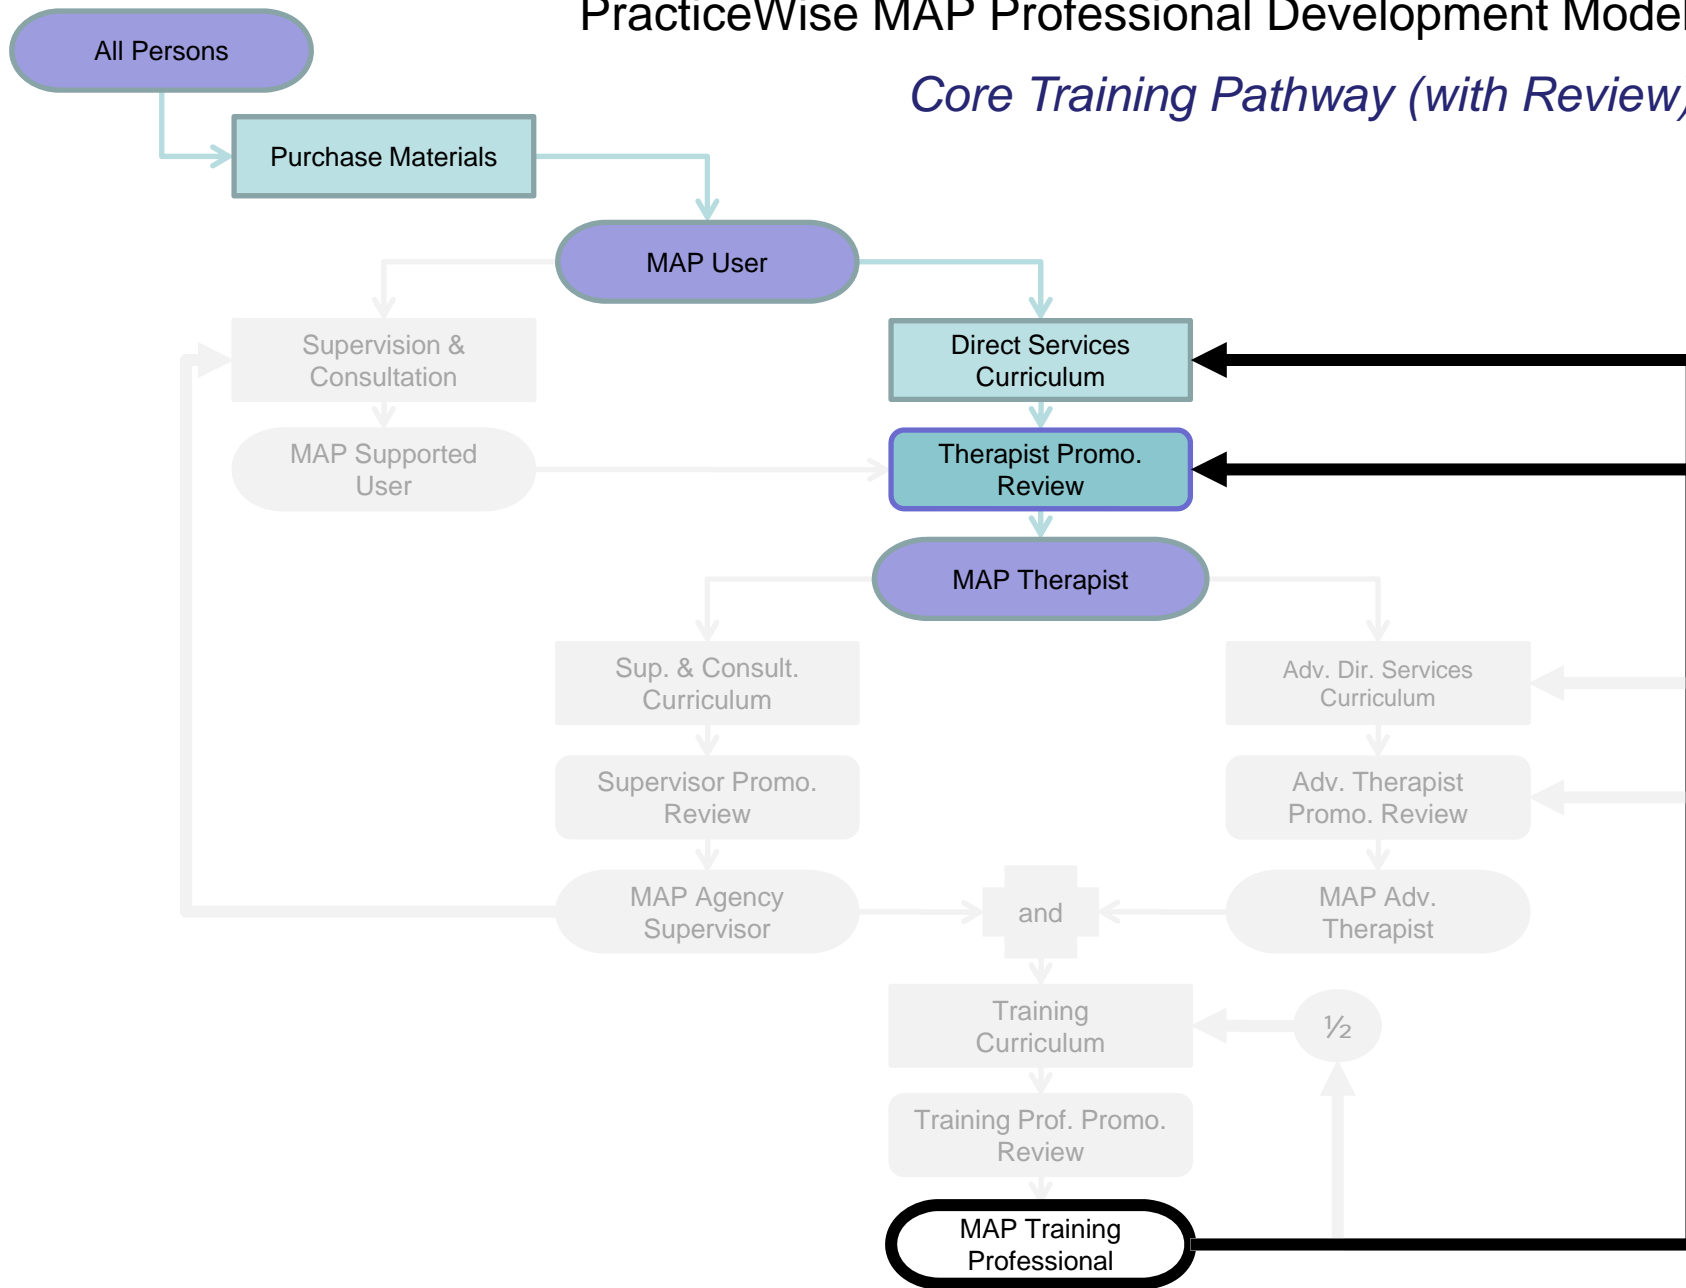 PracticeWise MAP Professional Development Model
Core Training Pathway (with Review)
All Persons
Purchase Materials
MAP User
Supervision &
Consultation
Direct Services
Curriculum
MAP Supported
User
Therapist Promo.
Review
MAP Therapist
Sup. & Consult.
Curriculum
Adv. Dir. Services
Curriculum
Supervisor Promo.
Review
Adv. Therapist
Promo. Review
MAP Agency
Supervisor
and
MAP Adv.
Therapist
Training
Curriculum
½
Training Prof. Promo.
Review
MAP Training
Professional